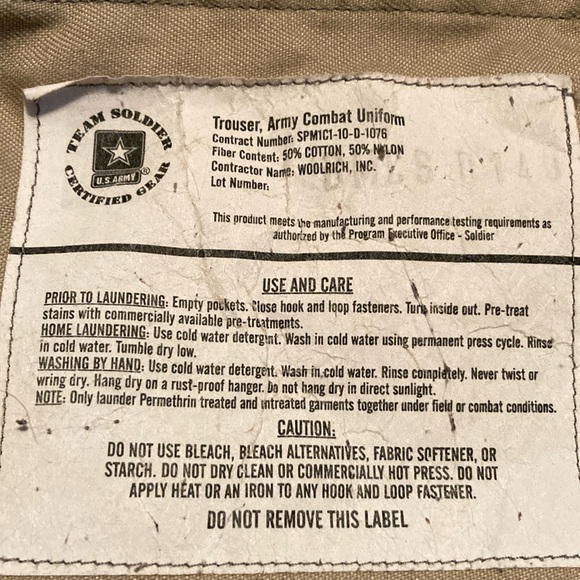 TEAM SOLDIER
U.S. ARMY ®
CERTIFIED GEAR
Trouser, Army Combat Uniform
Contract Number: SPM1C1-10-D-1076
Fiber Content: 50% COTTON, 50% NYLON
Contractor Name: WOOLRICH, INC.
Lot Number:
This product meets the manufacturing and performance testing requirements as
authorized by the Program Executive Office - Soldier
USE AND CARE
PRIOR TO LAUNDERING: Empty pockets. Close hook and loop fasteners. Turn inside out. Pre-treat
stains with commercially available pre-treatments.
HOME LAUNDERING: Use cold water detergent. Wash in cold water using permanent press cycle. Rinse
in cold water. Tumble dry low.
WASHING BY HAND: Use cold water detergent. Wash in cold water. Rinse completely. Never twist or
wring dry. Hang dry on a rust-proof hanger. Do not hang dry in direct sunlight.
NOTE: Only launder Permethrin treated and untreated garments together under field or combat conditions.
CAUTION:
DO NOT USE BLEACH, BLEACH ALTERNATIVES, FABRIC SOFTENER, OR
STARCH. DO NOT DRY CLEAN OR COMMERCIALLY HOT PRESS. DO NOT
APPLY HEAT OR AN IRON TO ANY HOOK AND LOOP FASTENER.
DO NOT REMOVE THIS LABEL